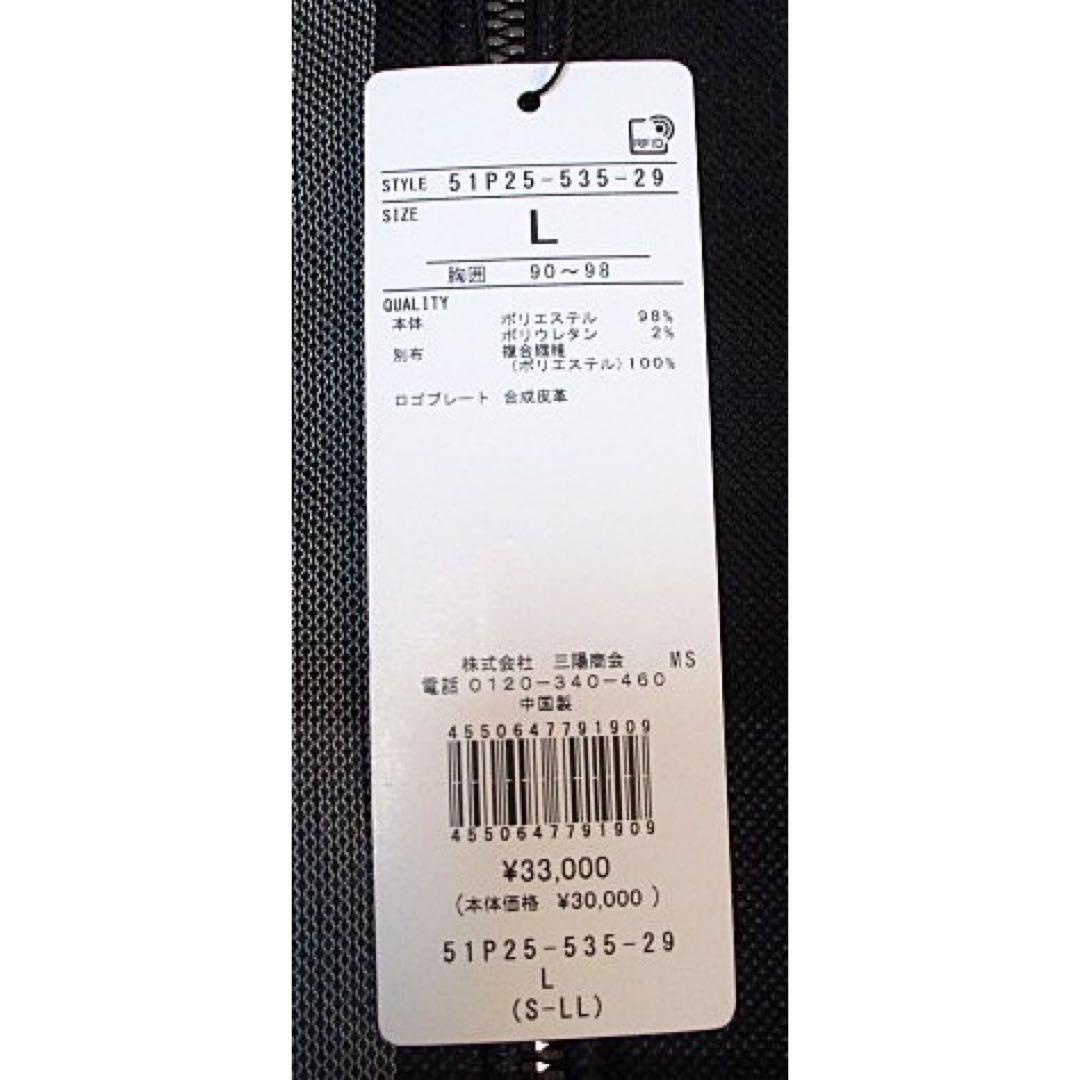 RFID
STYLE 51P25-535-29
SIZE
L
胸囲 90〜98
QUALITY
本体 ポリエステル 98%
ポリウレタン 2%
別布 複合繊維
(ポリエステル)100%
ロゴプレート 合成皮革
株式会社 三陽商会 MS
電話 0120-340-460
中国製
4550647791909
4550647791909
¥33,000
(本体価格 ¥30,000)
51P25-535-29
L
(S-LL)